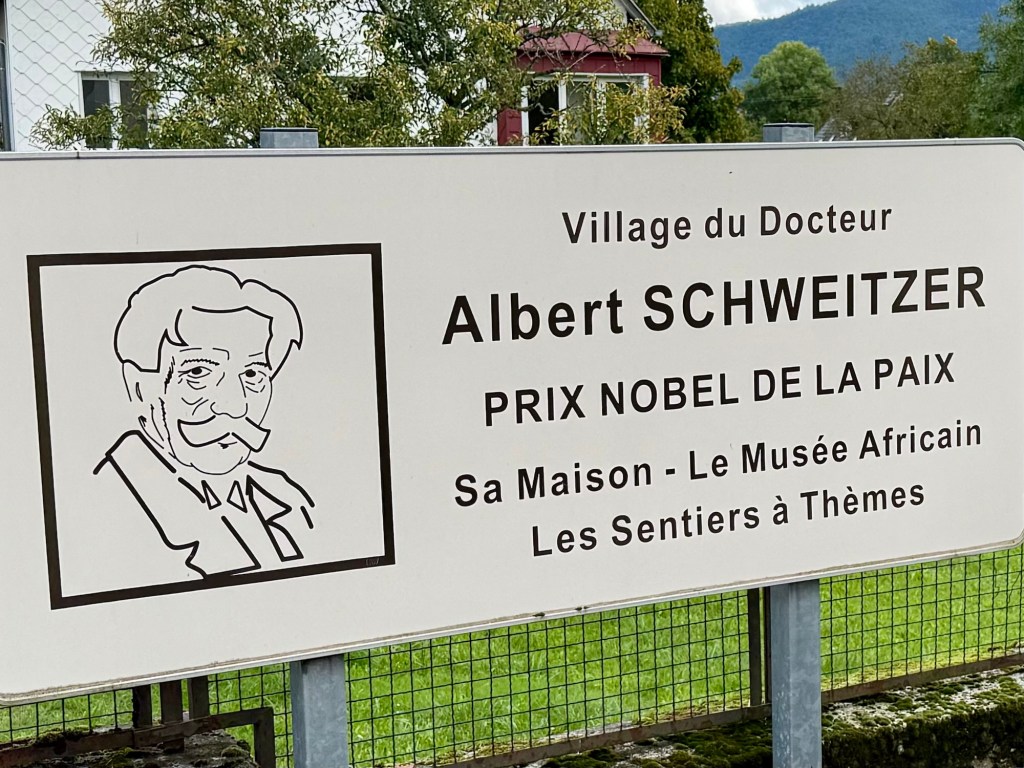 Village du Docteur
Albert SCHWEITZER
PRIX NOBEL DE LA PAIX
Sa Maison - Le Musée Africain
Les Sentiers à Thèmes